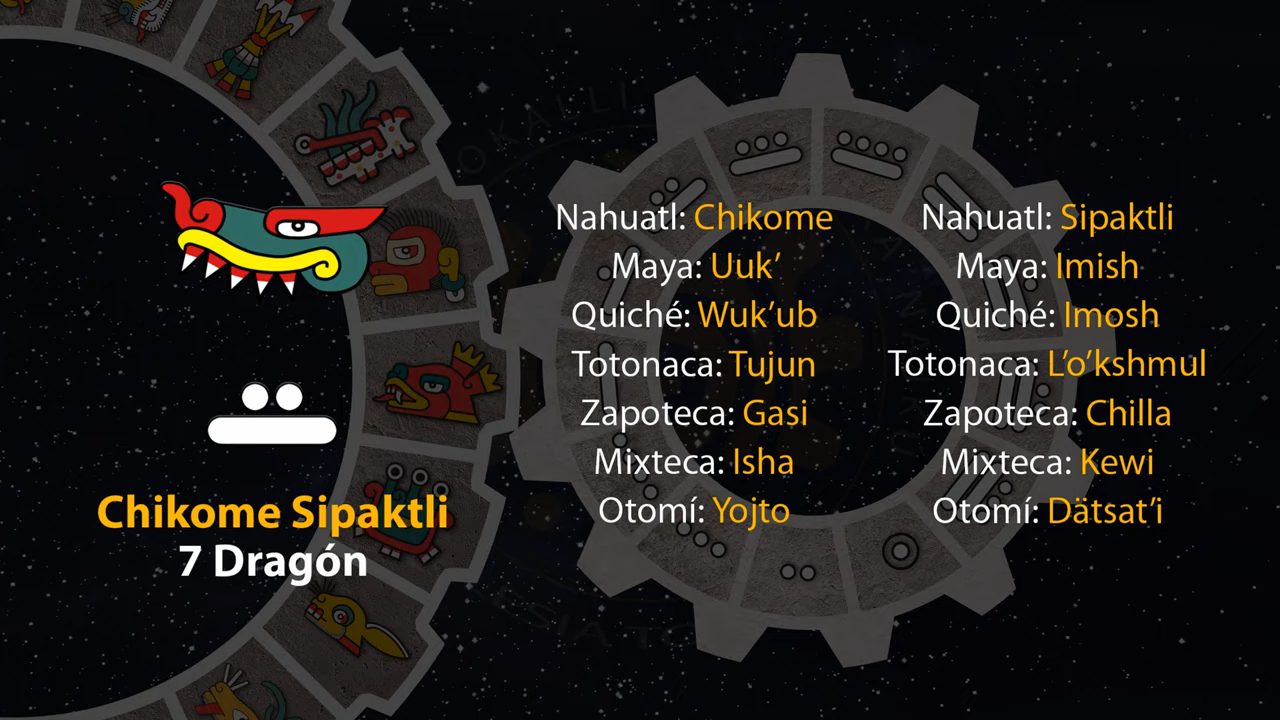 Chikome Sipaktli
7 Dragón
Nahuatl: Chikome
Maya: Uuk’
Quiché: Wuk’ub
Totonaca: Tujun
Zapoteca: Gasi
Mixteca: Isha
Otomí: Yojto
Nahuatl: Sipaktli
Maya: Imish
Quiché: Imosh
Totonaca: L’o’kshmul
Zapoteca: Chilla
Mixteca: Kewi
Otomí: Dätsat’i